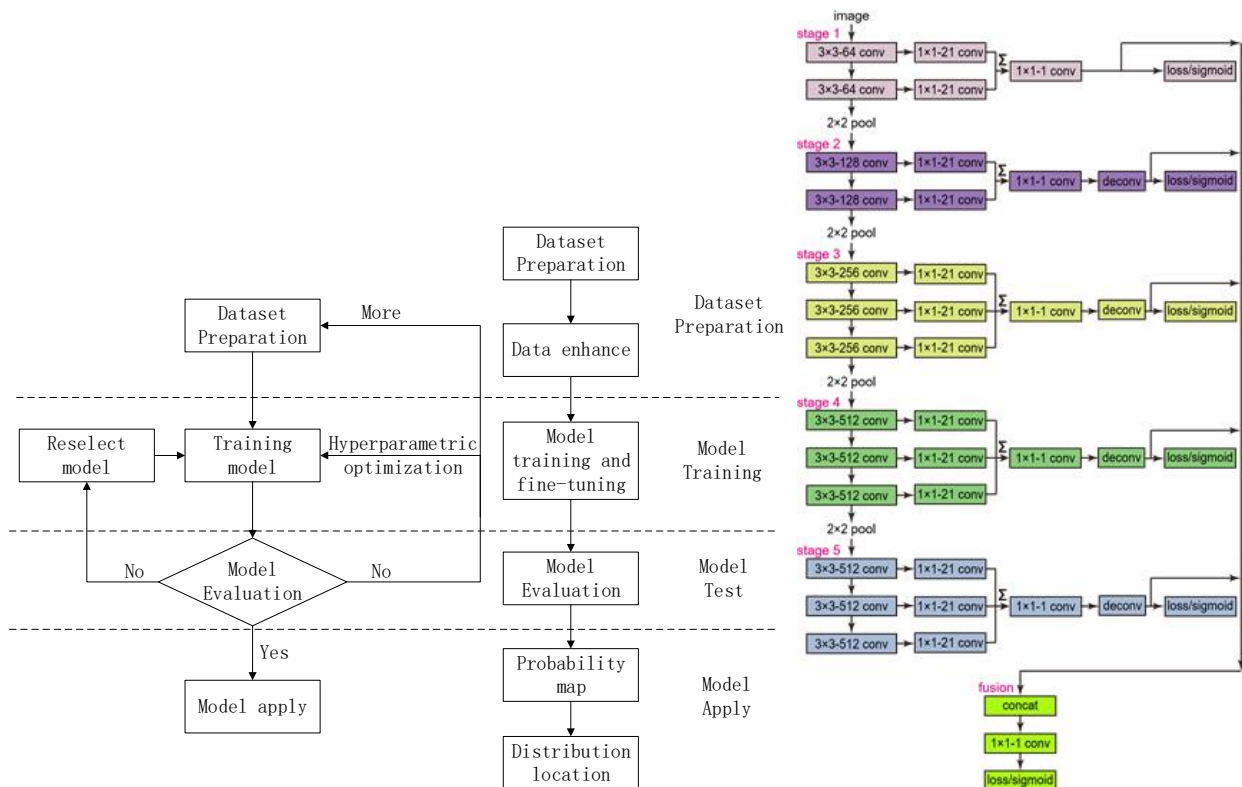 Dataset
Preparation
More
Reselect
model
Training
model
Hyperparametric
optimization
No
Model
Evaluation
No
Yes
Model apply
Dataset
Preparation
Data enhance
Model
training and
fine-tuning
Model
Evaluation
Probability
map
Distribution
location
Dataset
Preparation
Model
Training
Model
Test
Model
Apply
image
stage 1
3×3-64 conv
1×1-21 conv
Σ
1×1-1 conv
loss/sigmoid
3×3-64 conv
1×1-21 conv
2×2 pool
stage 2
3×3-128 conv
1×1-21 conv
Σ
1×1-1 conv
deconv
loss/sigmoid
3×3-128 conv
1×1-21 conv
2×2 pool
stage 3
3×3-256 conv
1×1-21 conv
3×3-256 conv
1×1-21 conv
Σ
1×1-1 conv
deconv
loss/sigmoid
3×3-256 conv
1×1-21 conv
2×2 pool
stage 4
3×3-512 conv
1×1-21 conv
3×3-512 conv
1×1-21 conv
Σ
1×1-1 conv
deconv
loss/sigmoid
3×3-512 conv
1×1-21 conv
2×2 pool
stage 5
3×3-512 conv
1×1-21 conv
3×3-512 conv
1×1-21 conv
Σ
1×1-1 conv
deconv
loss/sigmoid
3×3-512 conv
1×1-21 conv
fusion
concat
1×1-1 conv
loss/sigmoid